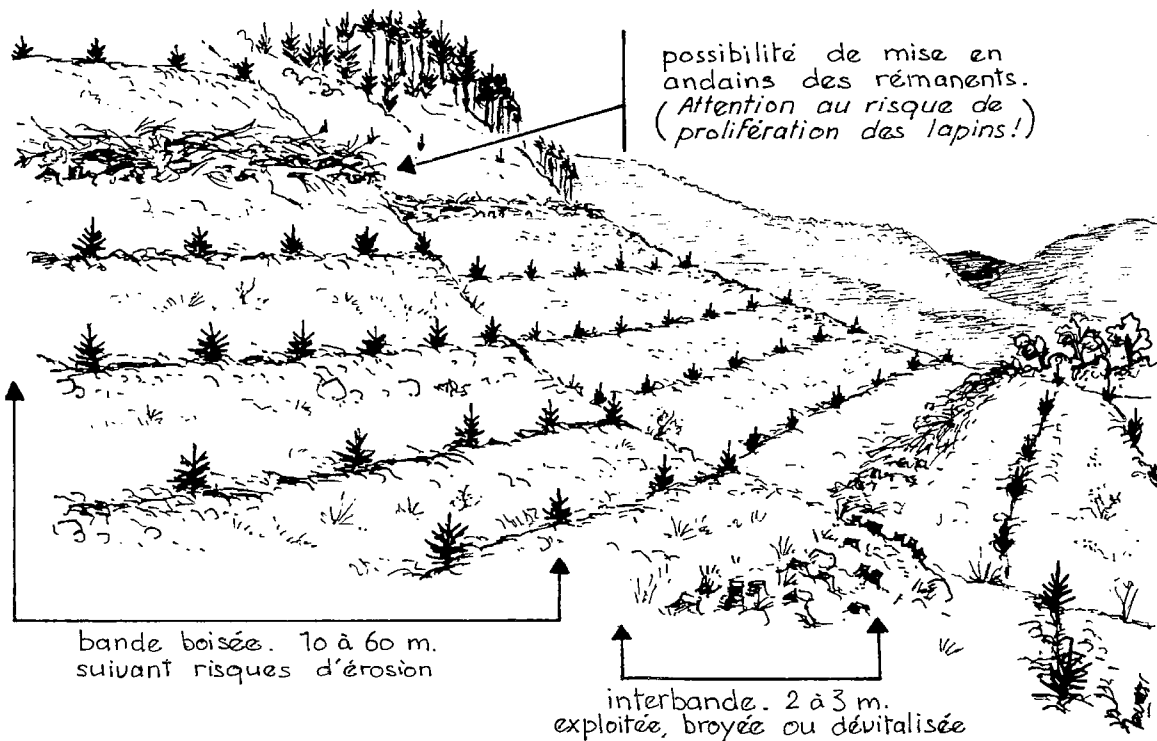 possibilité de mise en
andains des rémanents.
(Attention au risque de
prolifération des lapins!)
bande boisée. 10 à 60 m.
suivant risques d'érosion
interbande. 2 à 3 m.
exploitée, broyée ou dévitalisée